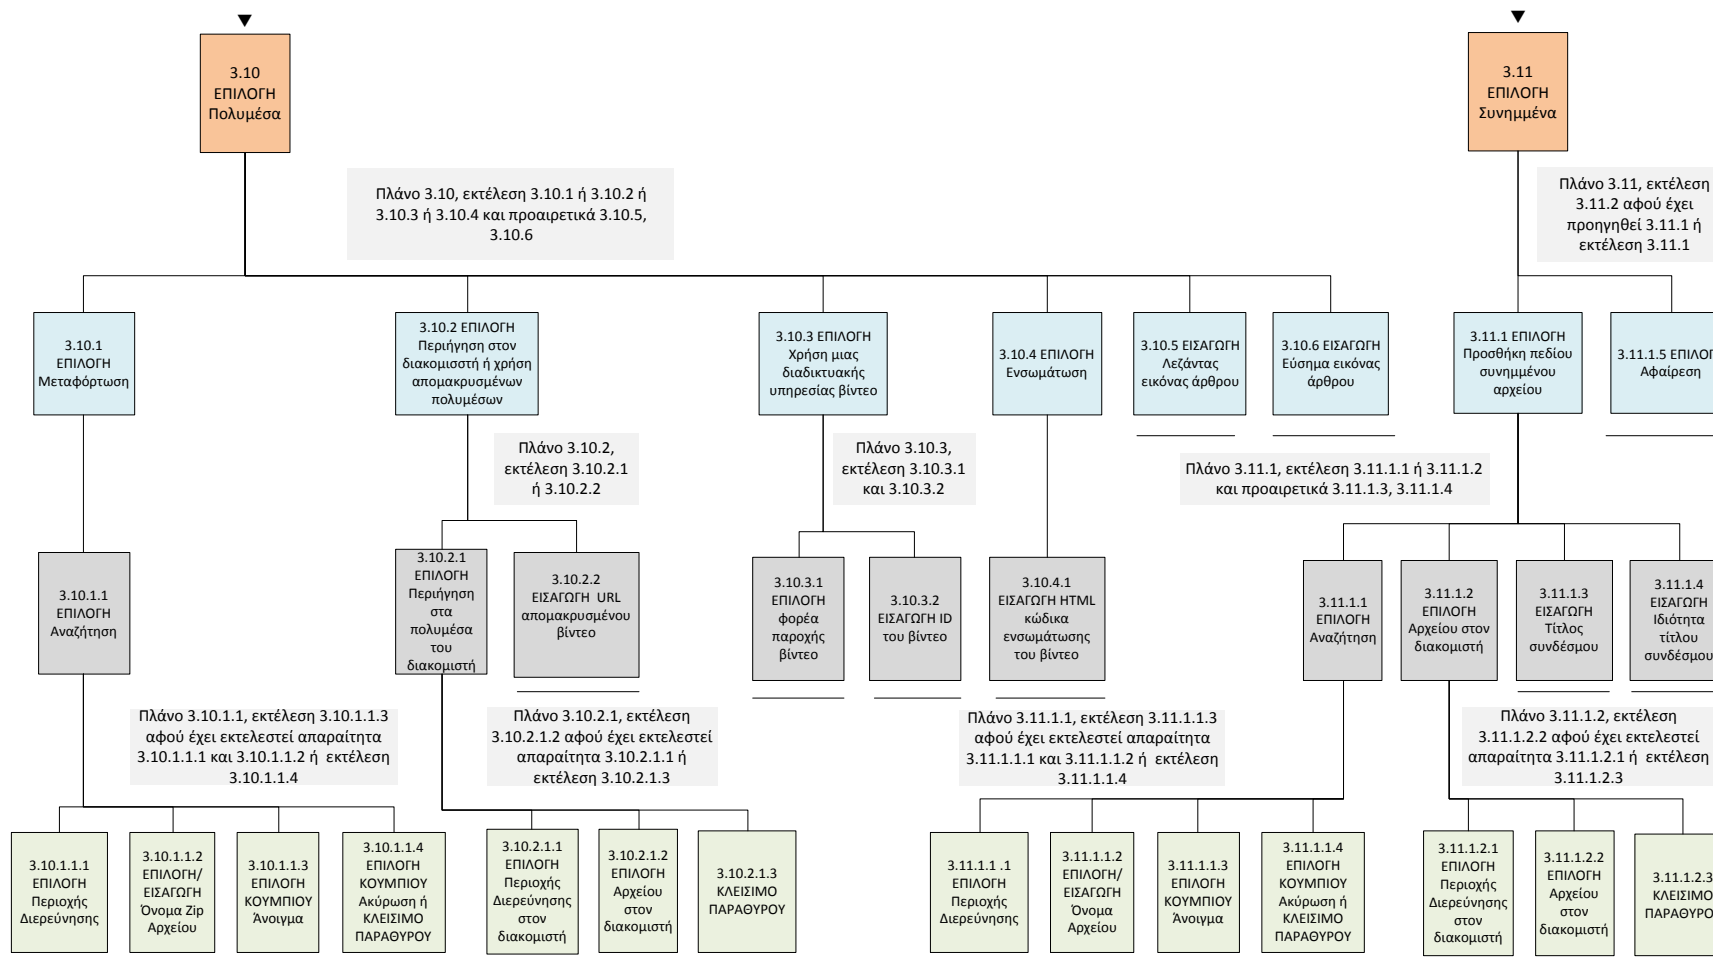 3.10
ΕΠΙΛΟΓΗ
Πολυμέσα
3.11
ΕΠΙΛΟΓΗ
Συνημμένα
Πλάνο 3.10, εκτέλεση 3.10.1 ή 3.10.2 ή
3.10.3 ή 3.10.4 και προαιρετικά 3.10.5,
3.10.6
Πλάνο 3.11, εκτέλεση
3.11.2 αφού έχει
προηγηθεί 3.11.1 ή
εκτέλεση 3.11.1
3.10.1
ΕΠΙΛΟΓΗ
Μεταφόρτωση
3.10.2 ΕΠΙΛΟΓΗ
Περιήγηση στον
διακομισστή ή χρήση
απομακρυσμένων
πολυμέσων
3.10.3 ΕΠΙΛΟΓΗ
Χρήση μιας
διαδικτυακής
υπηρεσίας βίντεο
3.10.4 ΕΠΙΛΟΓΗ
Ενσωμάτωση
3.10.5 ΕΙΣΑΓΩΓΗ
Λεζάντας
εικόνας άρθρου
3.10.6 ΕΙΣΑΓΩΓΗ
Εύσημα εικόνας
άρθρου
3.11.1 ΕΠΙΛΟΓΗ
Προσθήκη πεδίου
συνημμένου
αρχείου
3.11.1.5 ΕΠΙΛΟΓ
Αφαίρεση
Πλάνο 3.10.2,
εκτέλεση 3.10.2.1
ή 3.10.2.2
Πλάνο 3.10.3,
εκτέλεση 3.10.3.1
και 3.10.3.2
Πλάνο 3.11.1, εκτέλεση 3.11.1.1 ή 3.11.1.2
και προαιρετικά 3.11.1.3, 3.11.1.4
3.10.1.1
ΕΠΙΛΟΓΗ
Αναζήτηση
3.10.2.1
ΕΠΙΛΟΓΗ
Περιήγηση
στα
πολυμέσα
του
διακομιστή
3.10.2.2
ΕΙΣΑΓΩΓΗ URL
απομακρυσμένου
βίντεο
3.10.3.1
ΕΠΙΛΟΓΗ
φορέα
παροχής
βίντεο
3.10.3.2
ΕΙΣΑΓΩΓΗ ID
του βίντεο
3.10.4.1
ΕΙΣΑΓΩΓΗ HTML
κώδικα
ενσωμάτωσης
του βίντεο
3.11.1.1
ΕΠΙΛΟΓΗ
Αναζήτηση
3.11.1.2
ΕΠΙΛΟΓΗ
Αρχείου στον
διακομιστή
3.11.1.3
ΕΙΣΑΓΩΓΗ
Τίτλος
συνδέσμου
3.11.1.4
ΕΙΣΑΓΩΓΗ
Ιδιότητα
τίτλου
συνδέσμου
Πλάνο 3.10.1.1, εκτέλεση 3.10.1.1.3
αφού έχει εκτελεστεί απαραίτητα
3.10.1.1.1 και 3.10.1.1.2 ή εκτέλεση
3.10.1.1.4
Πλάνο 3.10.2.1, εκτέλεση
3.10.2.1.2 αφού έχει εκτελεστεί
απαραίτητα 3.10.2.1.1 ή
εκτέλεση 3.10.2.1.3
Πλάνο 3.11.1.1, εκτέλεση 3.11.1.1.3
αφού έχει εκτελεστεί απαραίτητα
3.11.1.1.1 και 3.11.1.1.2 ή εκτέλεση
3.11.1.1.4
Πλάνο 3.11.1.2, εκτέλεση
3.11.1.2.2 αφού έχει εκτελεστεί
απαραίτητα 3.11.1.2.1 ή εκτέλεση
3.11.1.2.3
3.10.1.1.1
ΕΠΙΛΟΓΗ
Περιοχής
Διερεύνησης
3.10.1.1.2
ΕΠΙΛΟΓΗ/
ΕΙΣΑΓΩΓΗ
Όνομα Zip
Αρχείου
3.10.1.1.3
ΕΠΙΛΟΓΗ
ΚΟΥΜΠΙΟΥ
Άνοιγμα
3.10.1.1.4
ΕΠΙΛΟΓΗ
ΚΟΥΜΠΙΟΥ
Ακύρωση ή
ΚΛΕΙΣΙΜΟ
ΠΑΡΑΘΥΡΟΥ
3.10.2.1.1
ΕΠΙΛΟΓΗ
Περιοχής
Διερεύνησης
στον
διακομιστή
3.10.2.1.2
ΕΠΙΛΟΓΗ
Αρχείου
στον
διακομιστή
3.10.2.1.3
ΚΛΕΙΣΙΜΟ
ΠΑΡΑΘΥΡΟΥ
3.11.1.1 .1
ΕΠΙΛΟΓΗ
Περιοχής
Διερεύνησης
3.11.1.1.2
ΕΠΙΛΟΓΗ/
ΕΙΣΑΓΩΓΗ
Όνομα
Αρχείου
3.11.1.1.3
ΕΠΙΛΟΓΗ
ΚΟΥΜΠΙΟΥ
Άνοιγμα
3.11.1.1.4
ΕΠΙΛΟΓΗ
ΚΟΥΜΠΙΟΥ
Ακύρωση ή
ΚΛΕΙΣΙΜΟ
ΠΑΡΑΘΥΡΟΥ
3.11.1.2.1
ΕΠΙΛΟΓΗ
Περιοχής
Διερεύνησης
στον
διακομιστή
3.11.1.2.2
ΕΠΙΛΟΓΗ
Αρχείου
στον
διακομιστή
3.11.1.2.3
ΚΛΕΙΣΙΜΟ
ΠΑΡΑΘΥΡΟ